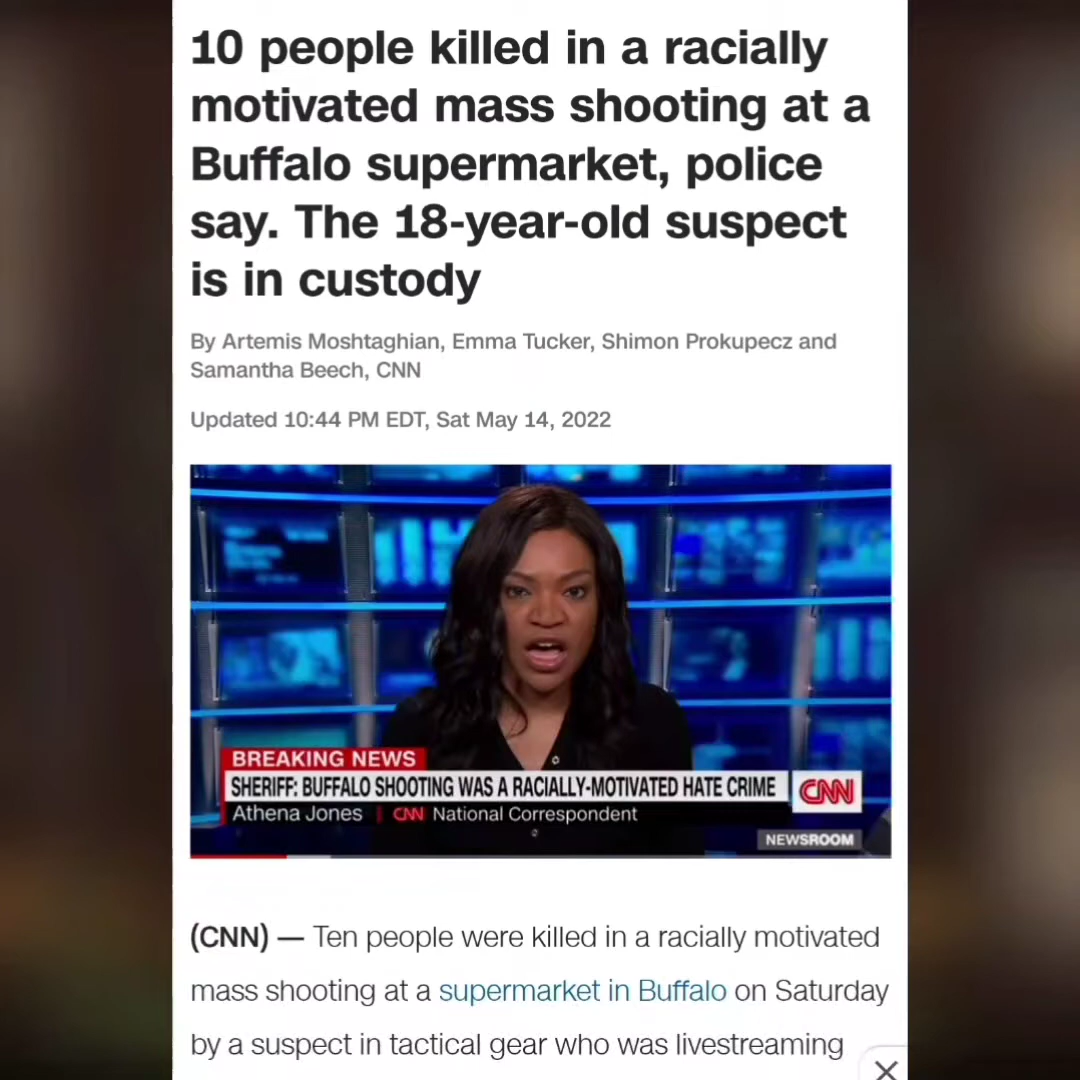 10 people killed in a racially
motivated mass shooting at a
Buffalo supermarket, police
say. The 18-year-old suspect
is in custody
By Artemis Moshtaghian, Emma Tucker, Shimon Prokupecz and
Samantha Beech, CNN
Updated 10:44 PM EDT, Sat May 14, 2022
BREAKING NEWS
SHERIFF: BUFFALO SHOOTING WAS A RACIALLY-MOTIVATED HATE CRIME
CNN
Athena Jones | CNN National Correspondent
NEWSROOM
(CNN) — Ten people were killed in a racially motivated
mass shooting at a supermarket in Buffalo on Saturday
by a suspect in tactical gear who was livestreaming